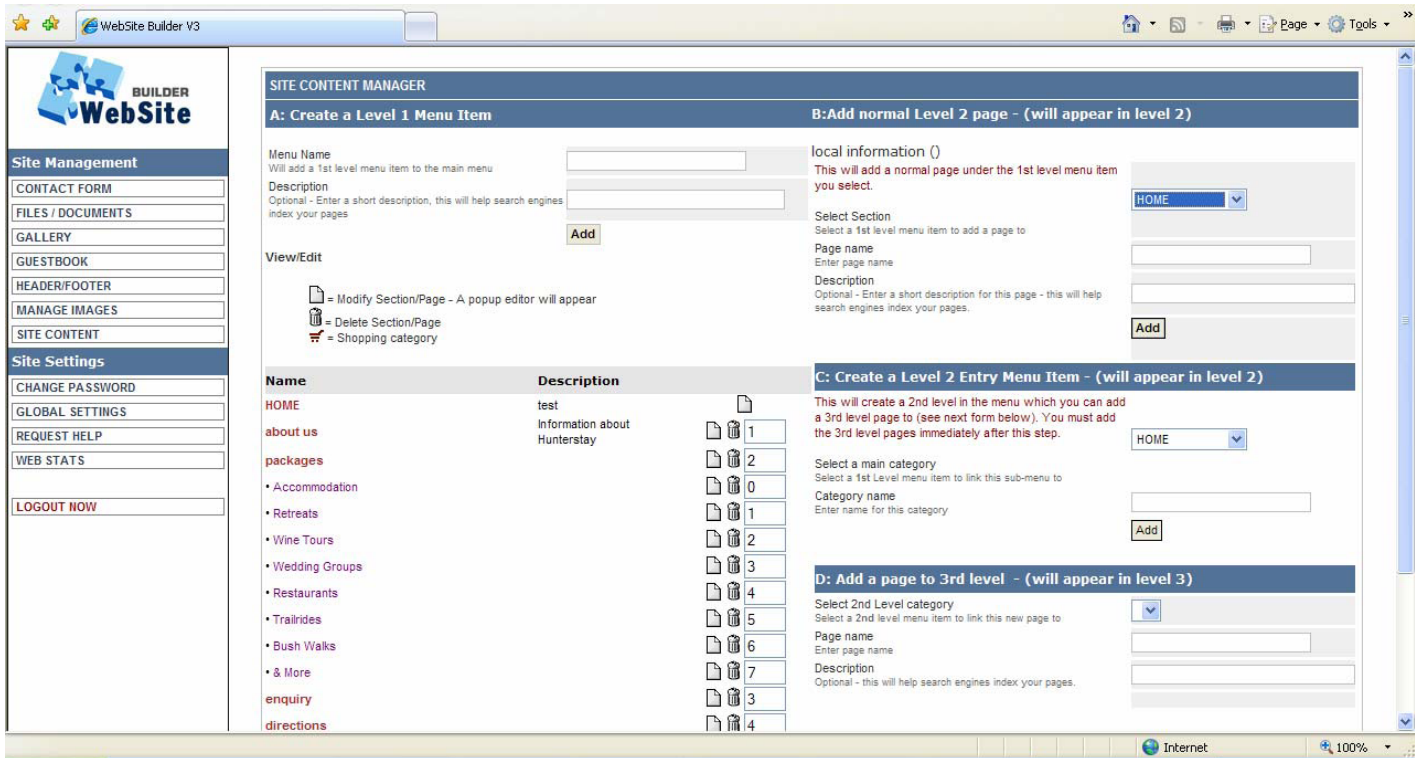 WebSite Builder V3
Page
Tools
»
BUILDER
WebSite
Site Management
CONTACT FORM
FILES / DOCUMENTS
GALLERY
GUESTBOOK
HEADER/FOOTER
MANAGE IMAGES
SITE CONTENT
Site Settings
CHANGE PASSWORD
GLOBAL SETTINGS
REQUEST HELP
WEB STATS
LOGOUT NOW
SITE CONTENT MANAGER
A: Create a Level 1 Menu Item
Menu Name
Will add a 1st level menu item to the main menu
Description
Optional - Enter a short description, this will help search engines
index your pages
Add
View/Edit
= Modify Section/Page - A popup editor will appear
= Delete Section/Page
= Shopping category
Name Description
HOME test
about us Information about
Hunterstay 1
packages 2
• Accommodation 0
• Retreats 1
• Wine Tours 2
• Wedding Groups 3
• Restaurants 4
• Trailrides 5
• Bush Walks 6
• & More 7
enquiry 3
directions 4
B:Add normal Level 2 page - (will appear in level 2)
local information ()
This will add a normal page under the 1st level menu item
you select.
HOME
Select Section
Select a 1st level menu item to add a page to
Page name
Enter page name
Description
Optional - Enter a short description for this page - this will help
search engines index your pages.
Add
C: Create a Level 2 Entry Menu Item - (will appear in level 2)
This will create a 2nd level in the menu which you can add
a 3rd level page to (see next form below). You must add
the 3rd level pages immediately after this step.
HOME
Select a main category
Select a 1st Level menu item to link this sub-menu to
Category name
Enter name for this category
Add
D: Add a page to 3rd level - (will appear in level 3)
Select 2nd Level category
Select a 2nd level menu item to link this new page to
Page name
Enter page name
Description
Optional - this will help search engines index your pages.
Internet
100%